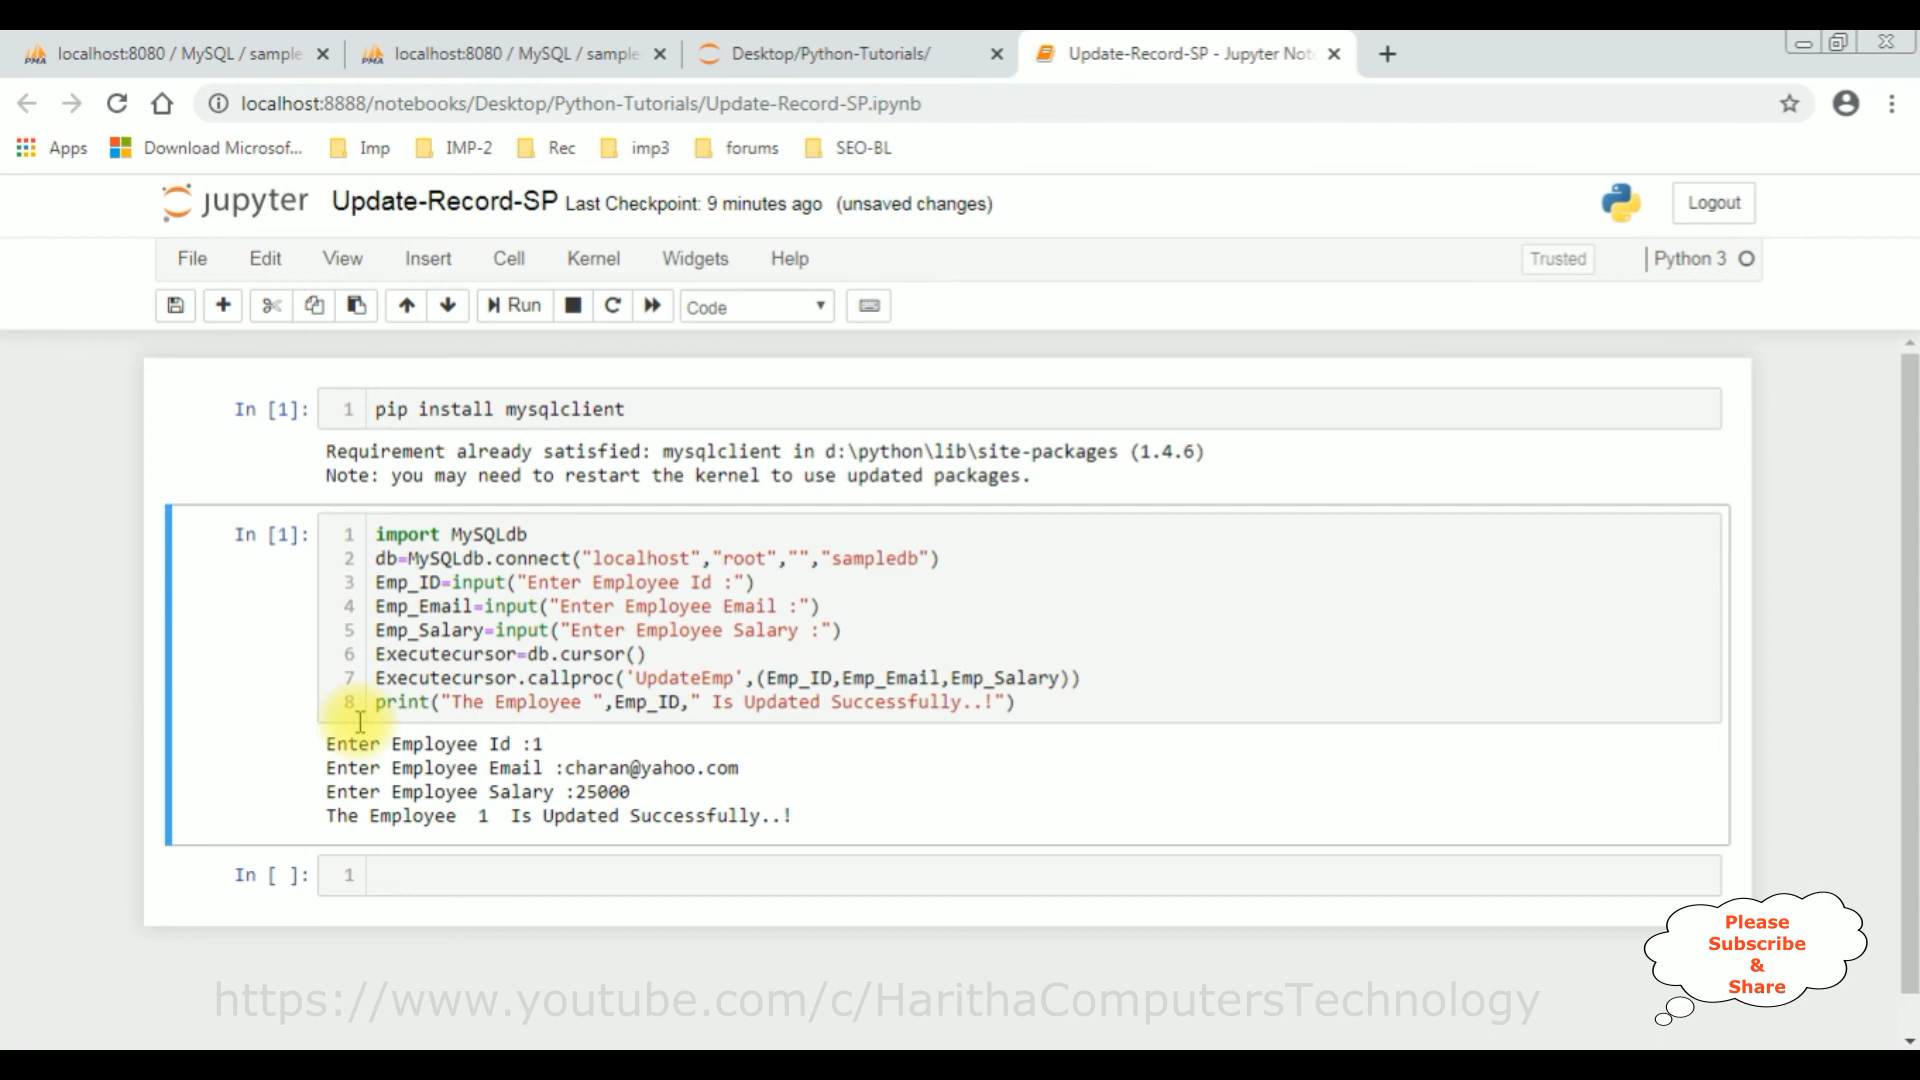 localhost:8080 / MySQL / sample
localhost:8080 / MySQL / sample
Desktop/Python-Tutorials/
Update-Record-SP - Jupyter Not
localhost:8888/notebooks/Desktop/Python-Tutorials/Update-Record-SP.ipynb
Apps
Download Microsof...
Imp
IMP-2
Rec
imp3
forums
SEO-BL
jupyter Update-Record-SP Last Checkpoint: 9 minutes ago (unsaved changes)
Logout
File Edit View Insert Cell Kernel Widgets Help
Trusted
Python 3
Run
Code
In [1]: 1 pip install mysqlclient
Requirement already satisfied: mysqlclient in d:\python\lib\site-packages (1.4.6)
Note: you may need to restart the kernel to use updated packages.
In [1]: 1 import MySQLdb
2 db=MySQLdb.connect("localhost","root","","sampledb")
3 Emp_ID=input("Enter Employee Id :")
4 Emp_Email=input("Enter Employee Email :")
5 Emp_Salary=input("Enter Employee Salary :")
6 Executecursor=db.cursor()
7 Executecursor.callproc('UpdateEmp',(Emp_ID,Emp_Email,Emp_Salary))
8 print("The Employee ",Emp_ID," Is Updated Successfully..!")
Enter Employee Id :1
Enter Employee Email :charan@yahoo.com
Enter Employee Salary :25000
The Employee  1  Is Updated Successfully..!
In [ ]: 1
Please
Subscribe
&
Share
https://www.youtube.com/c/HarithaComputersTechnology